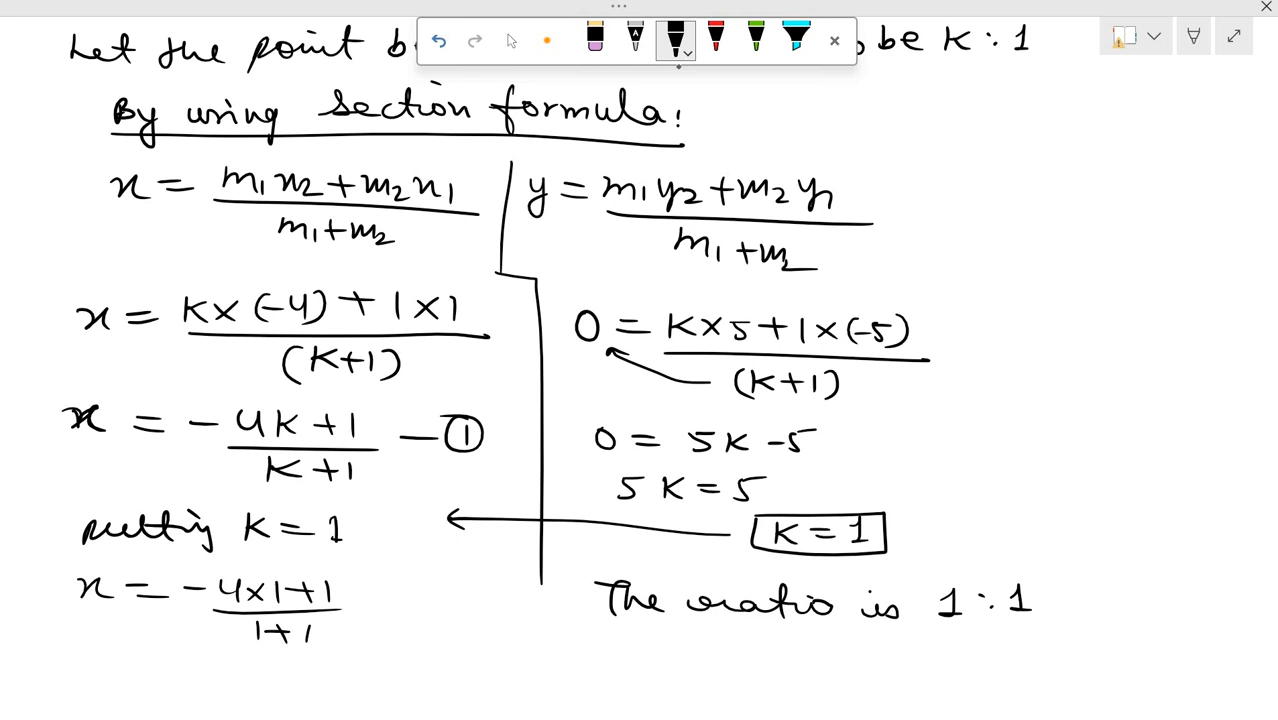 Let the point be k : 1
By using section formula:
x = m₁x₂+m₂x₁ / m₁+m₂
y = m₁y₂+m₂y₁ / m₁+m₂
x = K×(-4)+1×1 / (K+1)
0 = K×5+1×(-5) / (K+1)
x = -4K+1 / K+1 — ①
0 = 5K-5
5K = 5
putting K = 1
K = 1
x = -4×1+1 / 1+1
The ratio is 1 : 1